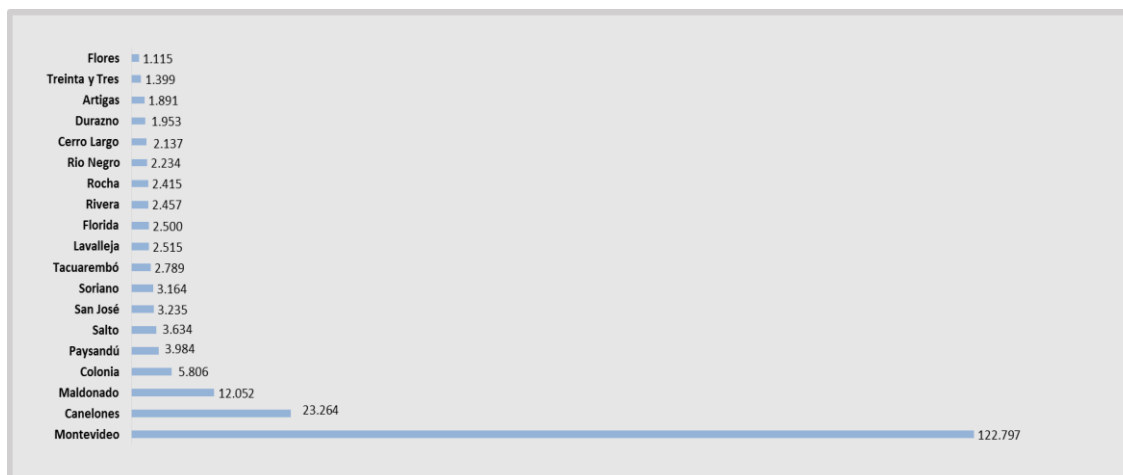 Flores 1.115
Treinta y Tres 1.399
Artigas 1.891
Durazno 1.953
Cerro Largo 2.137
Rio Negro 2.234
Rocha 2.415
Rivera 2.457
Florida 2.500
Lavalleja 2.515
Tacuarembó 2.789
Soriano 3.164
San José 3.235
Salto 3.634
Paysandú 3.984
Colonia 5.806
Maldonado 12.052
Canelones 23.264
Montevideo 122.797